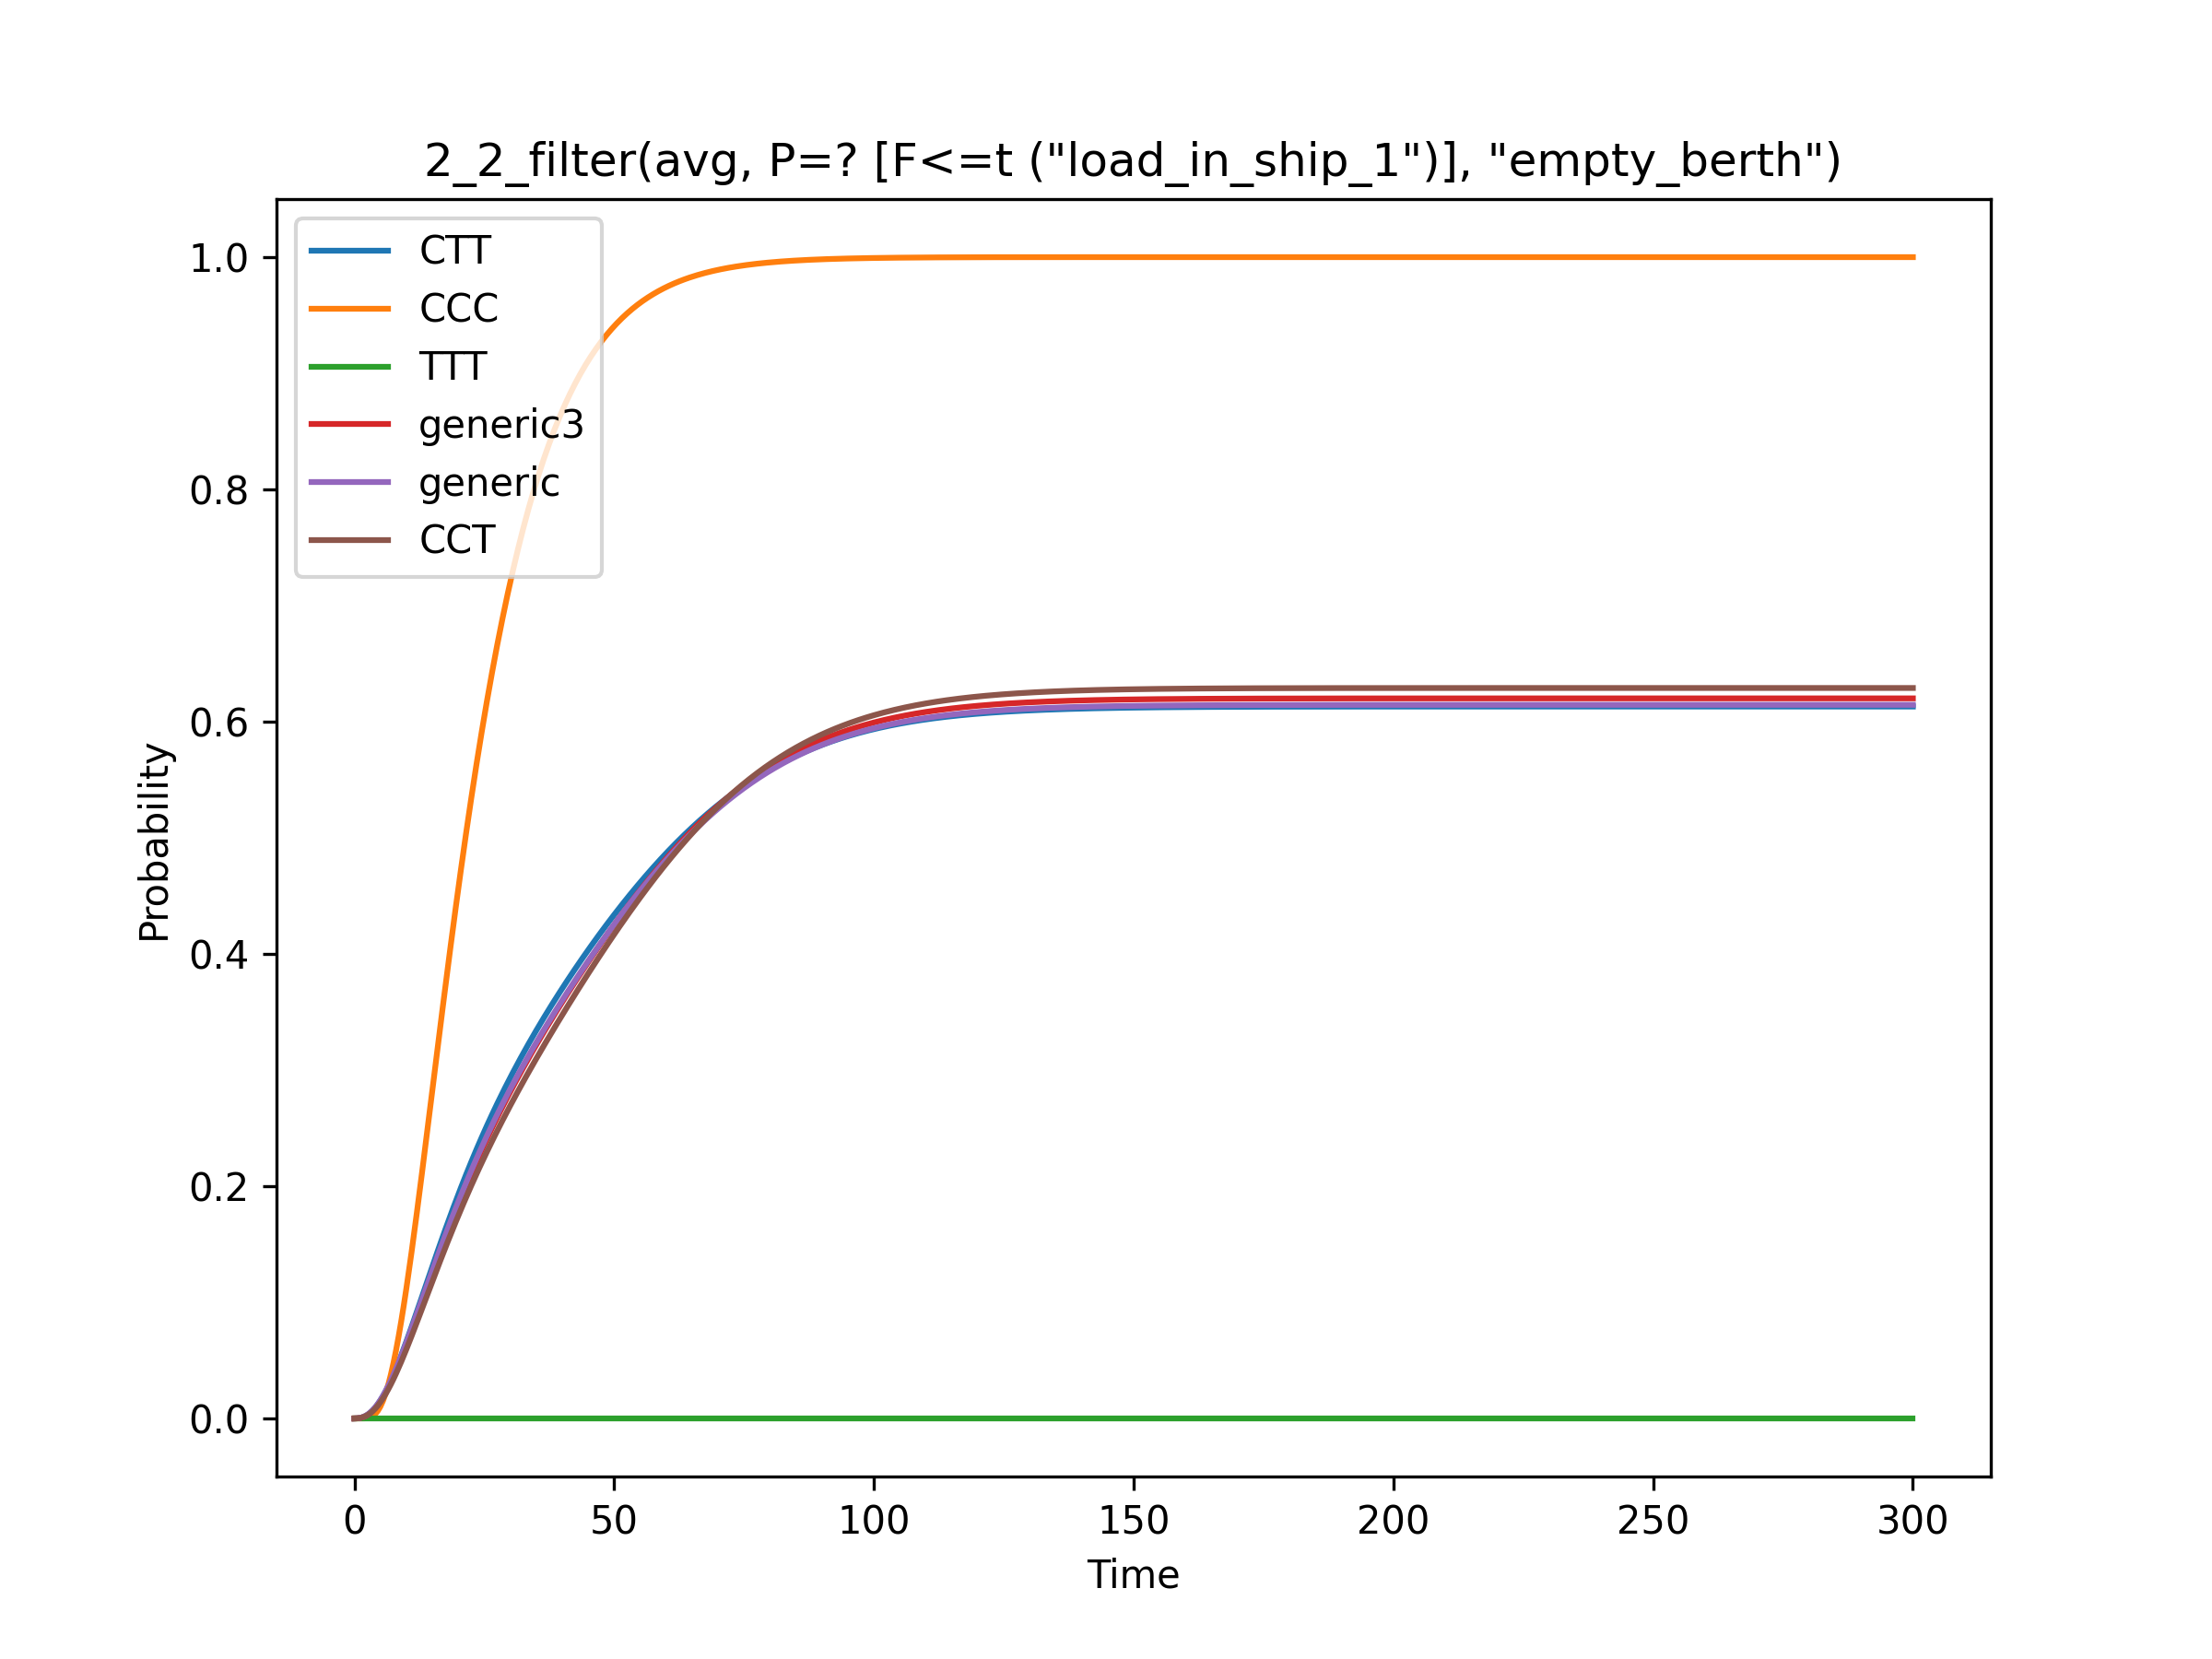 2_2_filter(avg, P=? [F<=t ("load_in_ship_1")], "empty_berth")
CTT
CCC
TTT
generic3
generic
CCT
1.0
0.8
0.6
0.4
0.2
0.0
Probability
0 50 100 150 200 250 300
Time